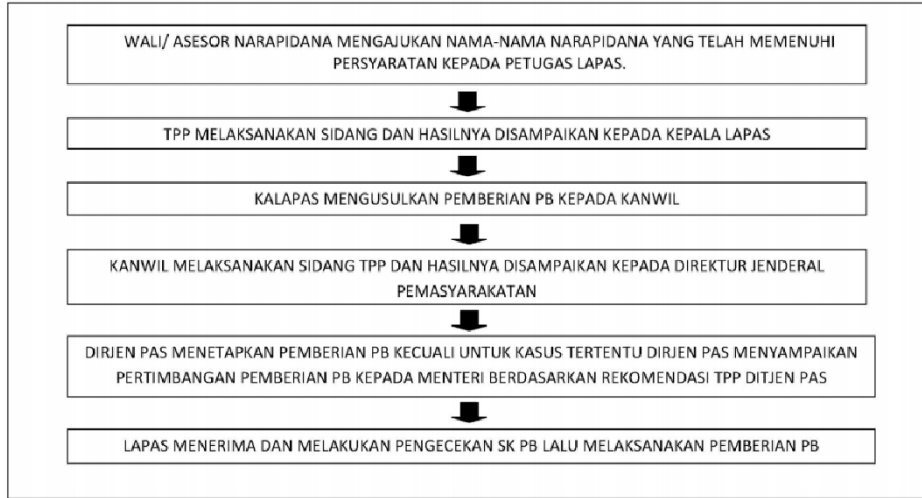 WALI/ ASESOR NARAPIDANA MENGAJUKAN NAMA-NAMA NARAPIDANA YANG TELAH MEMENUHI
PERSYARATAN KEPADA PETUGAS LAPAS.
TPP MELAKSANAKAN SIDANG DAN HASILNYA DISAMPAIKAN KEPADA KEPALA LAPAS
KALAPAS MENGUSULKAN PEMBERIAN PB KEPADA KANWIL
KANWIL MELAKSANAKAN SIDANG TPP DAN HASILNYA DISAMPAIKAN KEPADA DIREKTUR JENDERAL
PEMASYARAKATAN
DIRJEN PAS MENETAPKAN PEMBERIAN PB KECUALI UNTUK KASUS TERTENTU DIRJEN PAS MENYAMPAIKAN
PERTIMBANGAN PEMBERIAN PB KEPADA MENTERI BERDASARKAN REKOMENDASI TPP DITJEN PAS
LAPAS MENERIMA DAN MELAKUKAN PENGECEKAN SK PB LALU MELAKSANAKAN PEMBERIAN PB